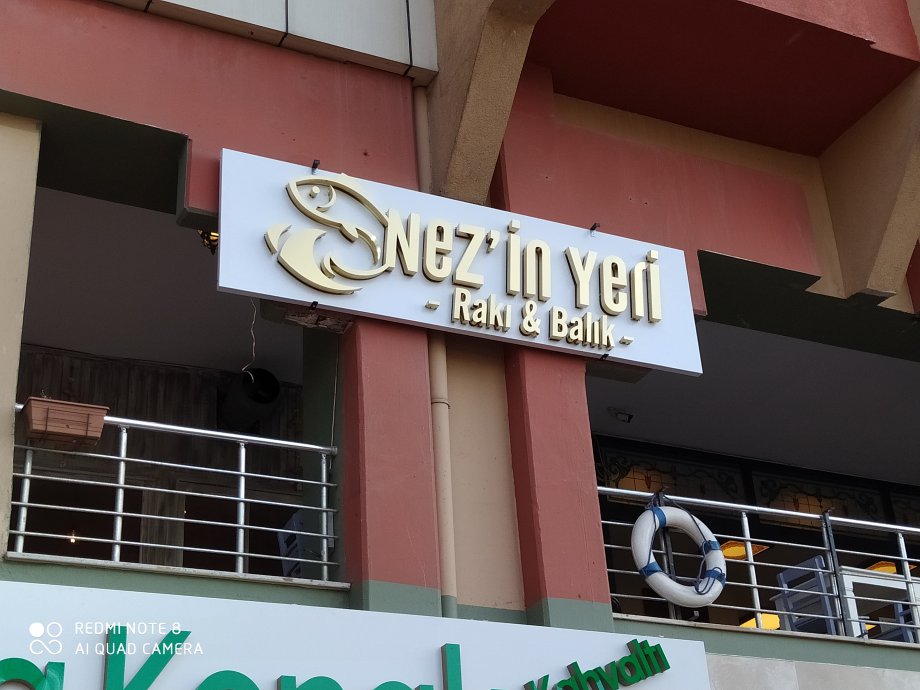 Nez'in Yeri
- Rakı & Balık -
Kahvaltı
REDMI NOTE 8
AI QUAD CAMERA